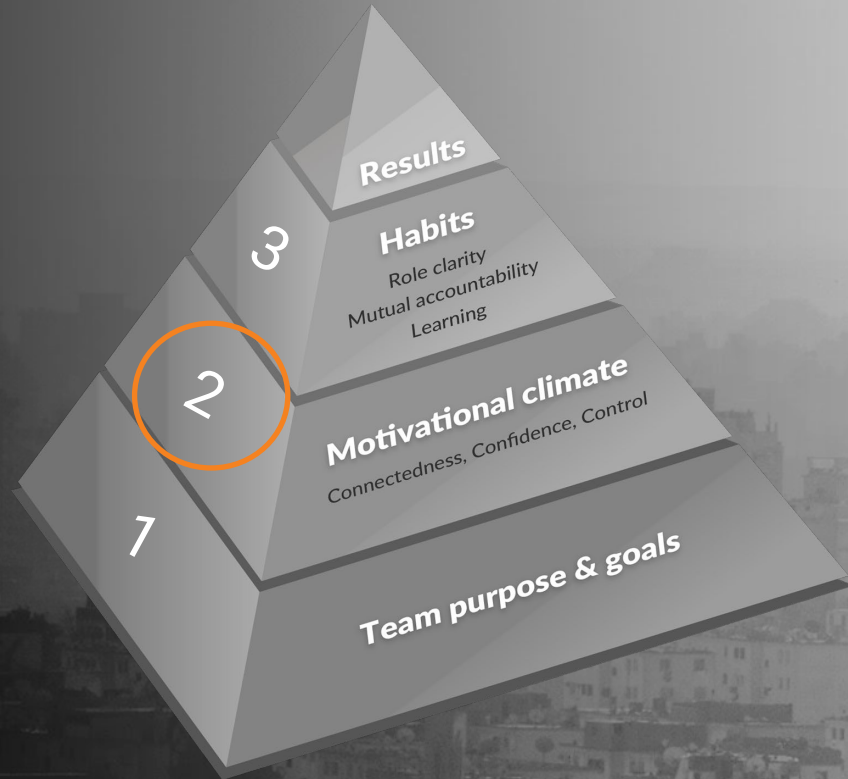 Results
3
Habits
Role clarity
Mutual accountability
Learning
2
Motivational climate
Connectedness, Confidence, Control
1
Team purpose & goals